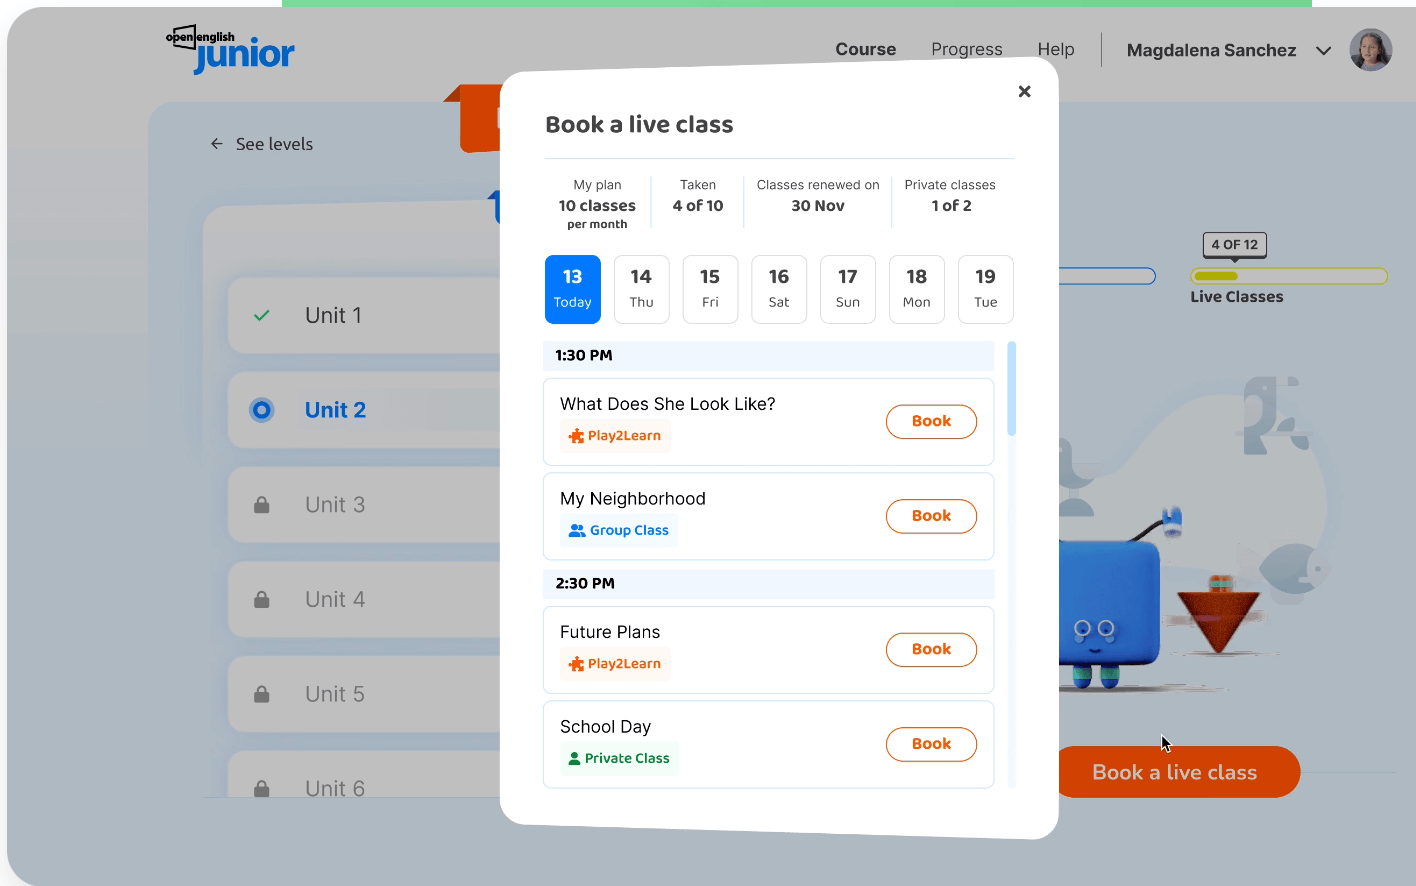 open english
junior
Course
Progress
Help
Magdalena Sanchez
See levels
Unit 1
Unit 2
Unit 3
Unit 4
Unit 5
Unit 6
Book a live class
My plan
10 classes
per month
Taken
4 of 10
Classes renewed on
30 Nov
Private classes
1 of 2
13
Today
14
Thu
15
Fri
16
Sat
17
Sun
18
Mon
19
Tue
1:30 PM
What Does She Look Like?
Play2Learn
Book
My Neighborhood
Group Class
Book
2:30 PM
Future Plans
Play2Learn
Book
School Day
Private Class
Book
4 OF 12
Live Classes
Book a live class